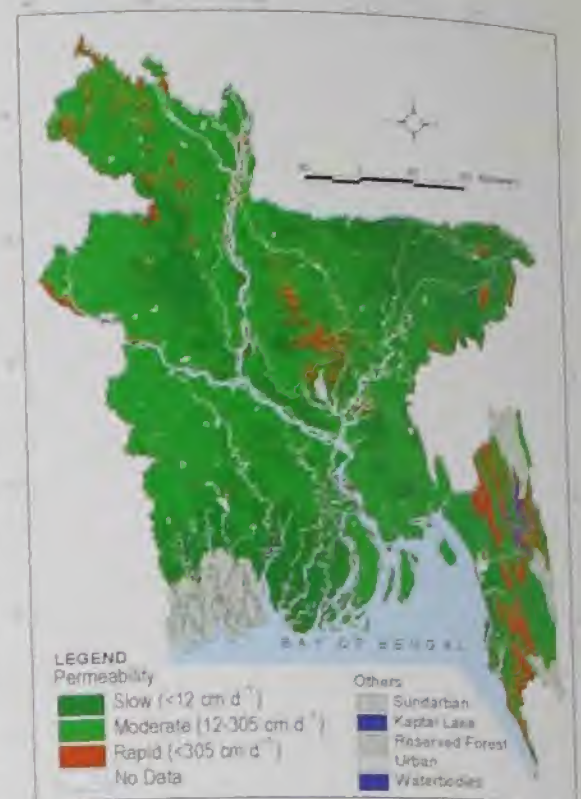 BAY OF BENGAL
LEGEND
Permeability
Slow (<12 cm d⁻¹)
Moderate (12-305 cm d⁻¹)
Rapid (<305 cm d⁻¹)
No Data
Others
Sundarban
Kaptai Lake
Reserved Forest
Urban
Waterbodies